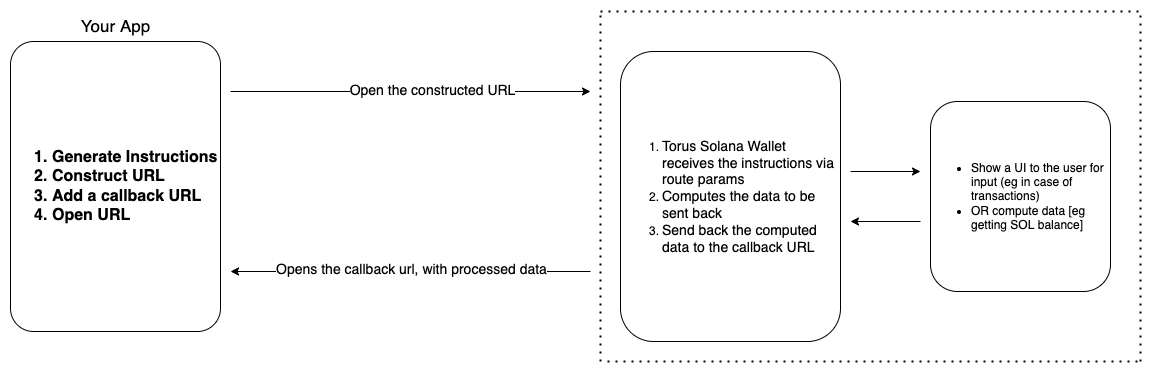 Your App
1. Generate Instructions
2. Construct URL
3. Add a callback URL
4. Open URL
Open the constructed URL
Opens the callback url, with processed data
1. Torus Solana Wallet
receives the instructions via
route params
2. Computes the data to be
sent back
3. Send back the computed
data to the callback URL
• Show a UI to the user for
input (eg in case of
transactions)
• OR compute data [eg
getting SOL balance]